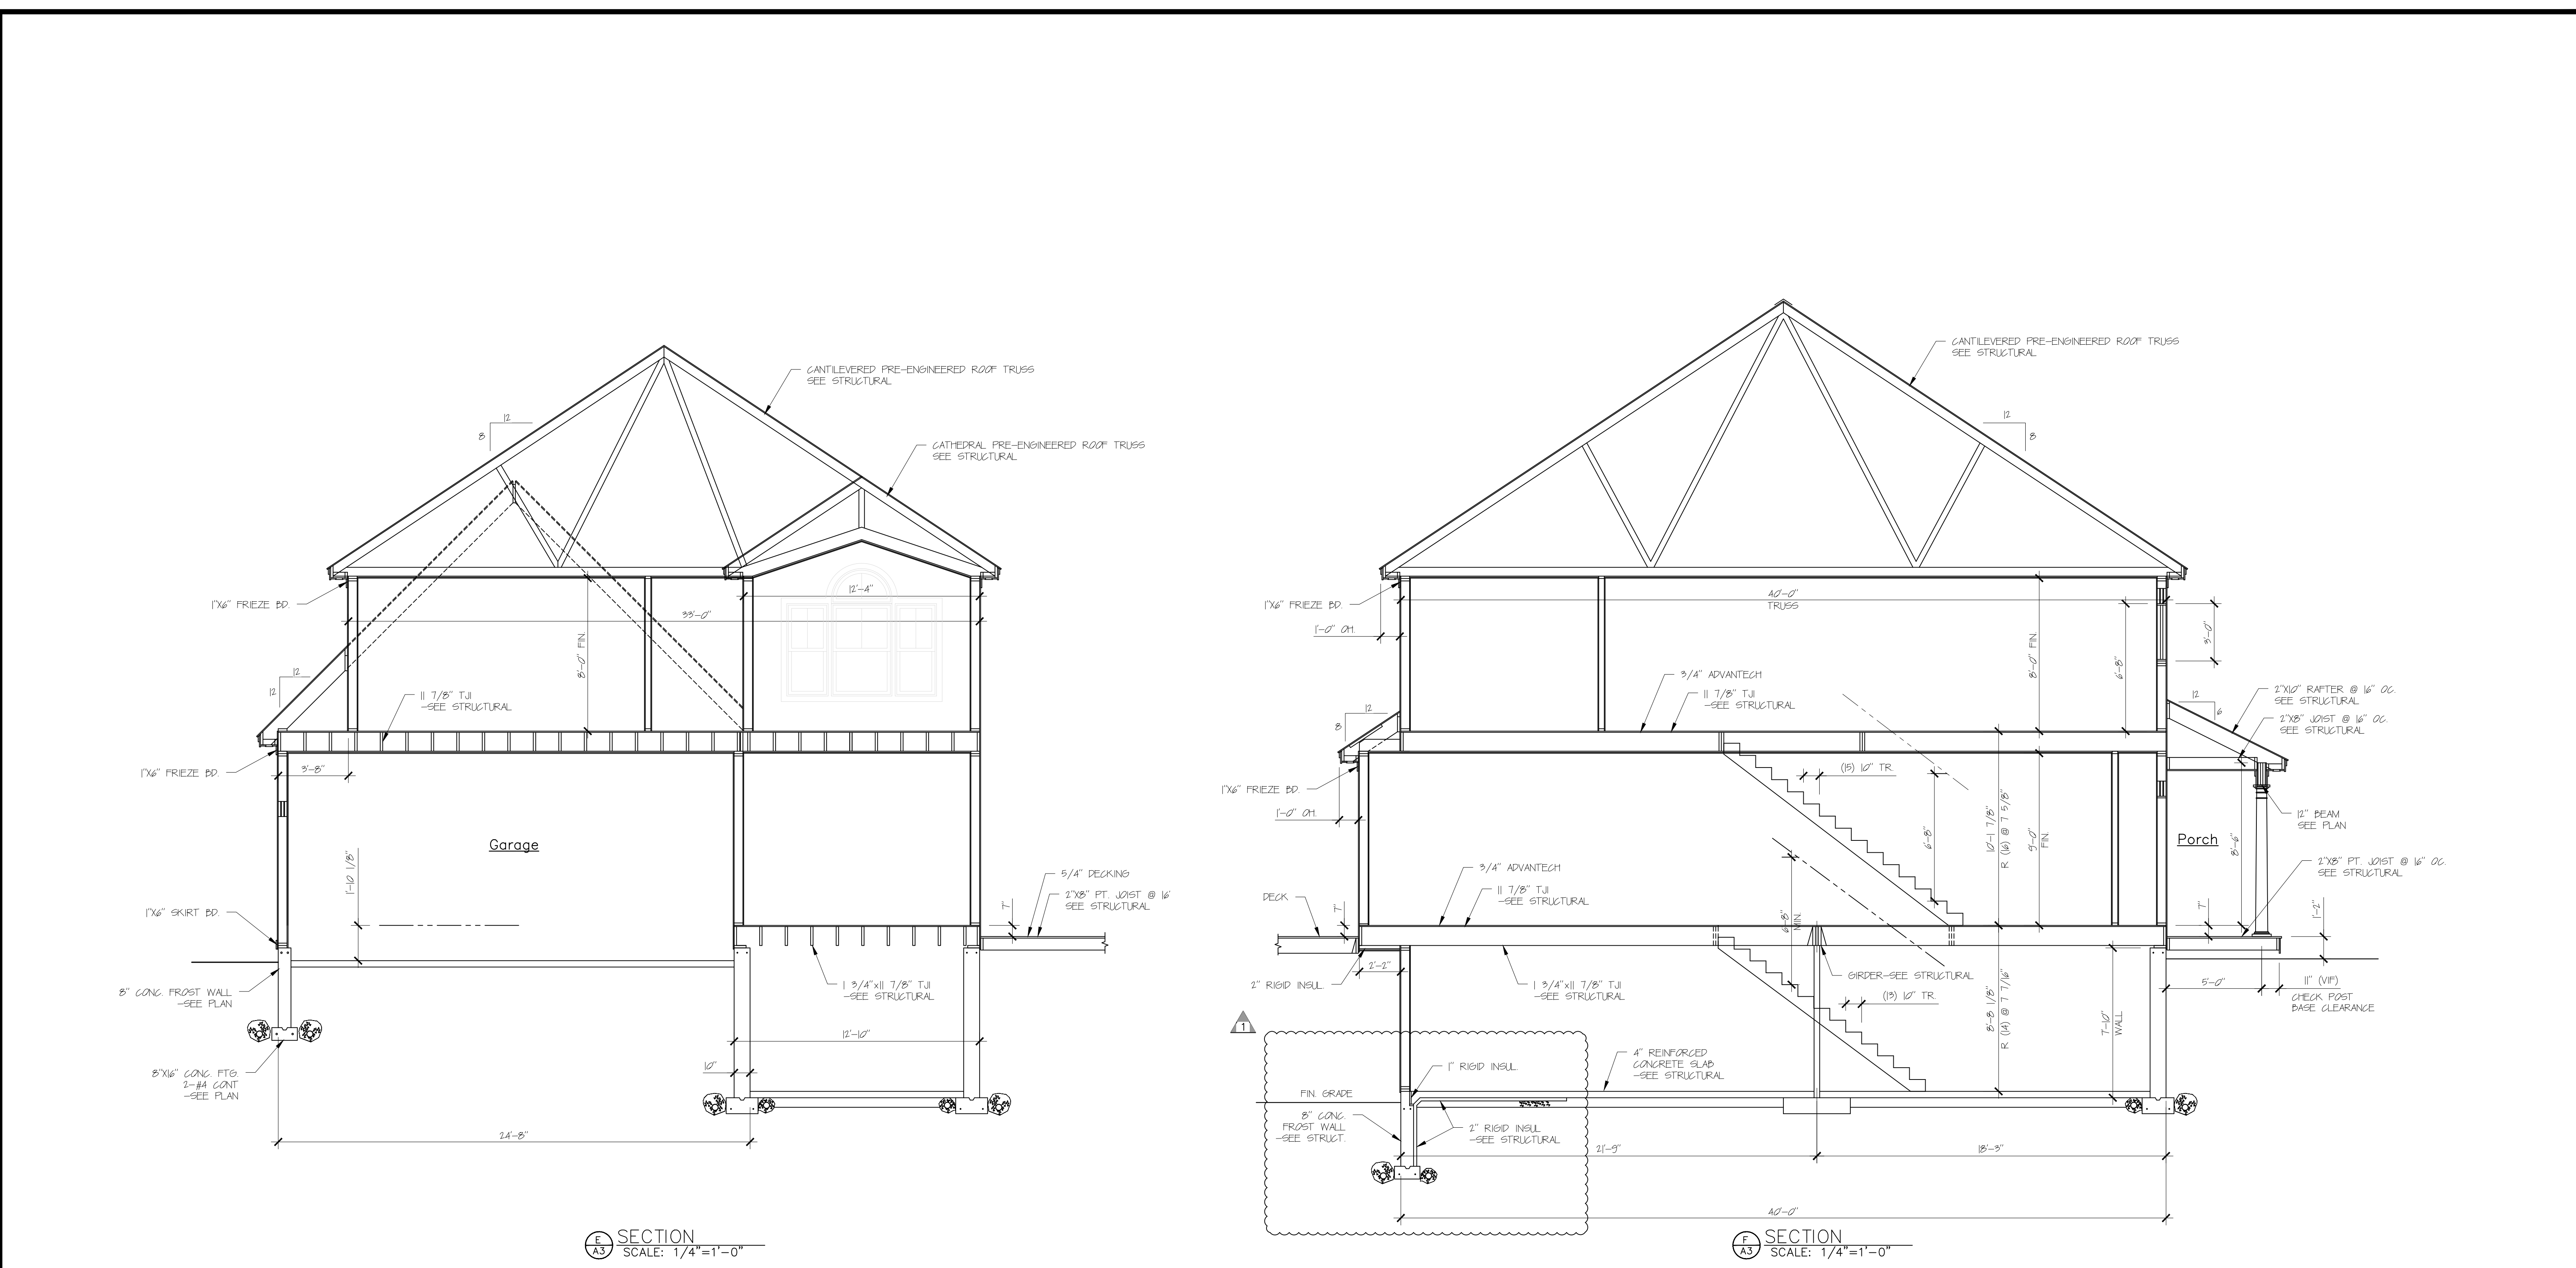 CANTILEVERED PRE-ENGINEERED ROOF TRUSS
SEE STRUCTURAL
12
8
CATHEDRAL PRE-ENGINEERED ROOF TRUSS
SEE STRUCTURAL
1"X6" FRIEZE BD.
12'-4"
33'-0"
8'-0" FIN.
12
12
11 7/8" TJI
-SEE STRUCTURAL
1"X6" FRIEZE BD.
3'-8"
Garage
1'-10 1/8"
5/4" DECKING
2"X8" PT. JOIST @ 16'
SEE STRUCTURAL
7"
1"X6" SKIRT BD.
8" CONC. FROST WALL
-SEE PLAN
1 3/4"x11 7/8" TJI
-SEE STRUCTURAL
12'-10"
10"
8"X16" CONC. FTG.
2-#4 CONT
-SEE PLAN
24'-8"
E
A3
SECTION
SCALE: 1/4"=1'-0"
CANTILEVERED PRE-ENGINEERED ROOF TRUSS
SEE STRUCTURAL
12
8
1"X6" FRIEZE BD.
40'-0"
TRUSS
1'-0" OH.
8'-0" FIN.
6'-8"
3'-0"
3/4" ADVANTECH
11 7/8" TJI
-SEE STRUCTURAL
12
8
12
6
2"X10" RAFTER @ 16" OC.
SEE STRUCTURAL
2"X8" JOIST @ 16" OC.
SEE STRUCTURAL
1"X6" FRIEZE BD.
1'-0" OH.
(15) 10" TR.
6'-8"
10'-1 7/8"
R (16) @ 7 5/8"
9'-0"
FIN.
12" BEAM
SEE PLAN
Porch
8'-6"
2"X8" PT. JOIST @ 16" OC.
SEE STRUCTURAL
3/4" ADVANTECH
11 7/8" TJI
-SEE STRUCTURAL
DECK
7"
6'-8"
MIN.
7"
1'-2"
2'-2"
2" RIGID INSUL.
1 3/4"x11 7/8" TJI
-SEE STRUCTURAL
GIRDER-SEE STRUCTURAL
(13) 10" TR.
8'-8 1/8"
R (14) @ 7 7/16"
7'-10"
WALL
5'-0"
11" (VIF)
CHECK POST
BASE CLEARANCE
1
1" RIGID INSUL.
4" REINFORCED
CONCRETE SLAB
-SEE STRUCTURAL
FIN. GRADE
8" CONC.
FROST WALL
-SEE STRUCT.
2" RIGID INSUL
-SEE STRUCTURAL
21'-9"
18'-3"
40'-0"
F
A3
SECTION
SCALE: 1/4"=1'-0"